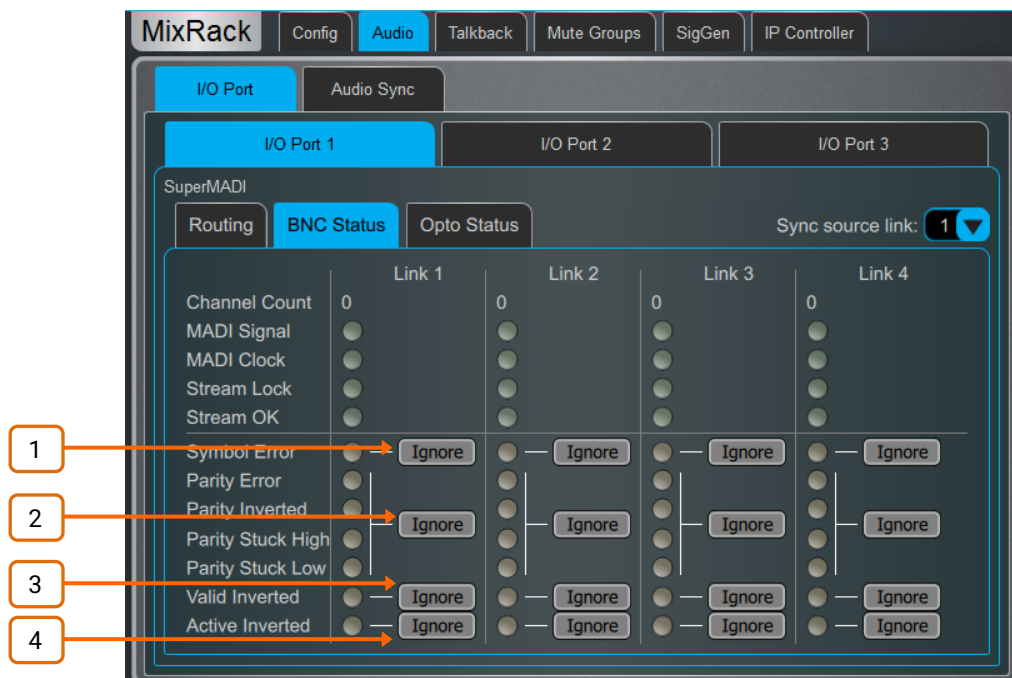 MixRack Config Audio Talkback Mute Groups SigGen IP Controller
I/O Port Audio Sync
I/O Port 1 I/O Port 2 I/O Port 3
SuperMADI
Routing BNC Status Opto Status Sync source link: 1
Link 1 Link 2 Link 3 Link 4
Channel Count 0 0 0 0
MADI Signal
MADI Clock
Stream Lock
Stream OK
1 Symbol Error Ignore Ignore Ignore Ignore
Parity Error
Parity Inverted
2 Ignore Ignore Ignore Ignore
Parity Stuck High
Parity Stuck Low
3
Valid Inverted Ignore Ignore Ignore Ignore
Active Inverted Ignore Ignore Ignore Ignore
4